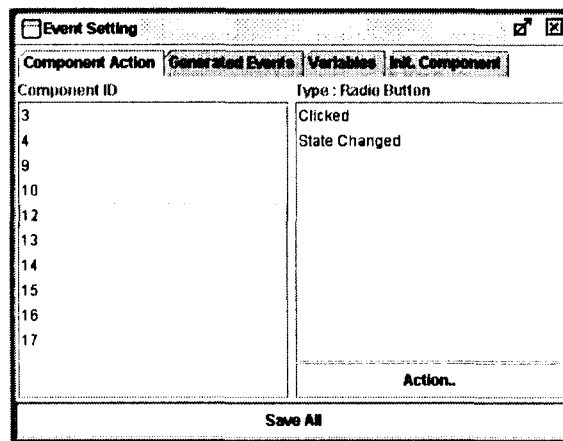 Event Setting
Component Action Generated Events Variables Init. Component
Component ID
Type : Radio Button
3
4
9
10
12
13
14
15
16
17
Clicked
State Changed
Action..
Save All